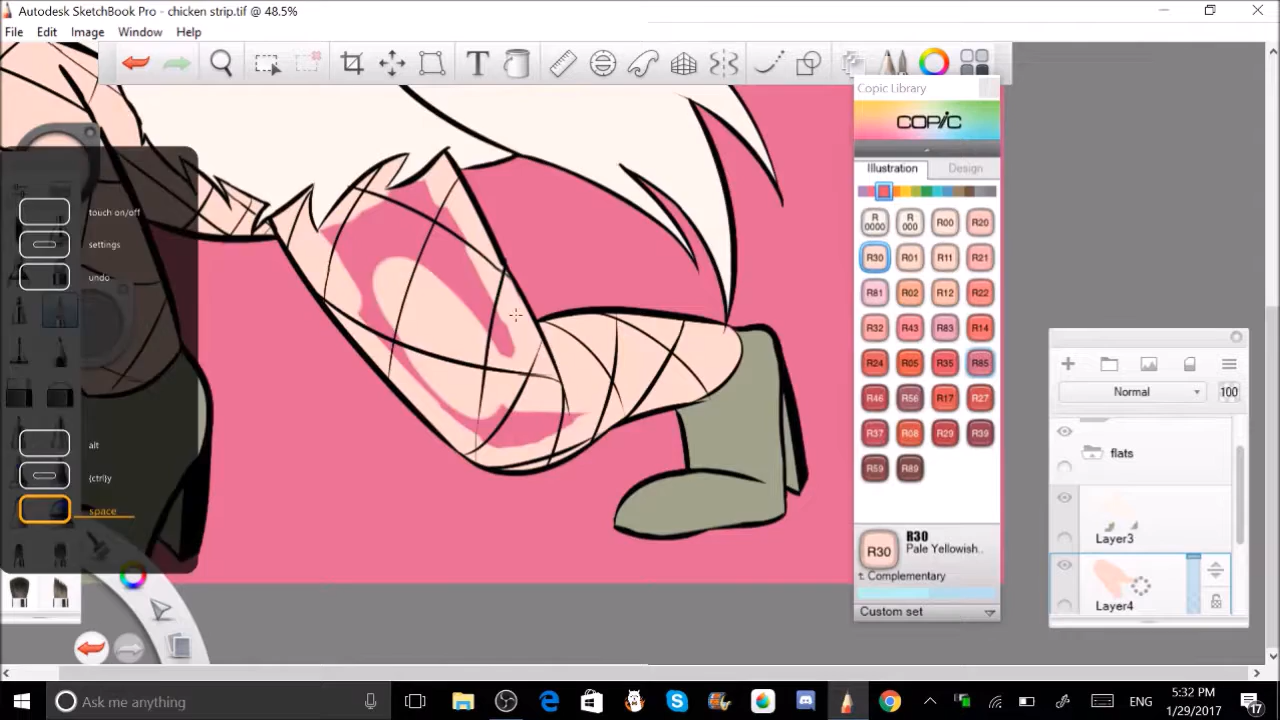 Autodesk SketchBook Pro - chicken strip.tif @ 48.5%
File Edit Image Window Help
T
Copic Library
COPIC
Illustration Design
R0000 R000 R00 R20
R30 R01 R11 R21
R81 R02 R12 R22
R32 R43 R83 R14
R24 R05 R35 R85
R46 R56 R17 R27
R37 R08 R29 R39
R59 R89
R30
R30
Pale Yellowish..
t: Complementary
Custom set
touch on/off
settings
undo
alt
{ctrl}y
space
Normal 100
flats
Layer3
Layer4
Ask me anything
ENG
5:32 PM
1/29/2017
17